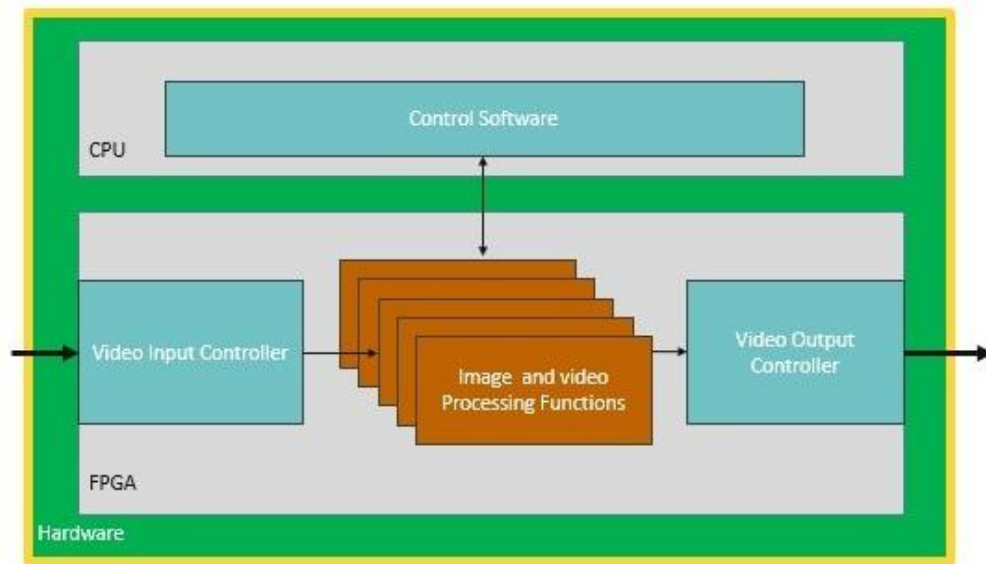 Control Software
CPU
Video Input Controller
Image and video
Processing Functions
Video Output
Controller
FPGA
Hardware